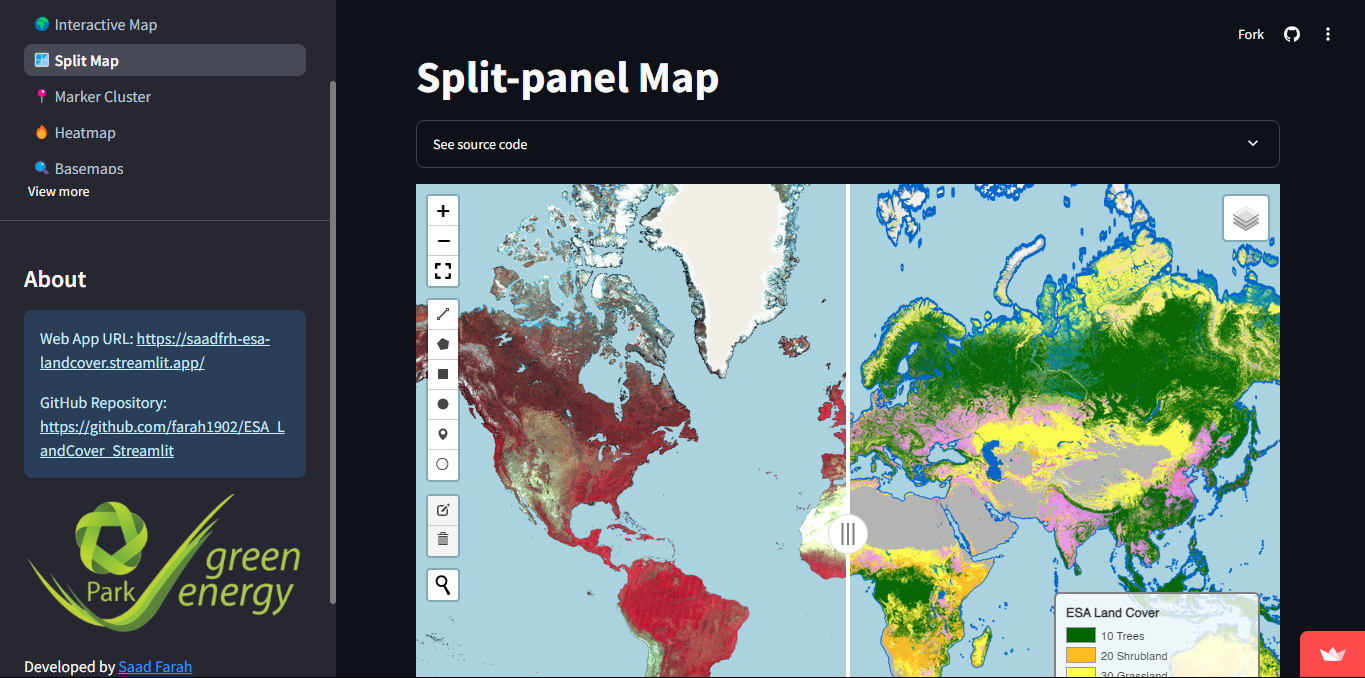 Interactive Map
Split Map
Marker Cluster
Heatmap
Basemaps
View more
About
Web App URL: https://saadfrh-esa-
landcover.streamlit.app/
GitHub Repository:
https://github.com/farah1902/ESA_L
andCover_Streamlit
Park
green
energy
Developed by Saad Farah
Fork
Split-panel Map
See source code
+
−
ESA Land Cover
10 Trees
20 Shrubland
30 Grassland